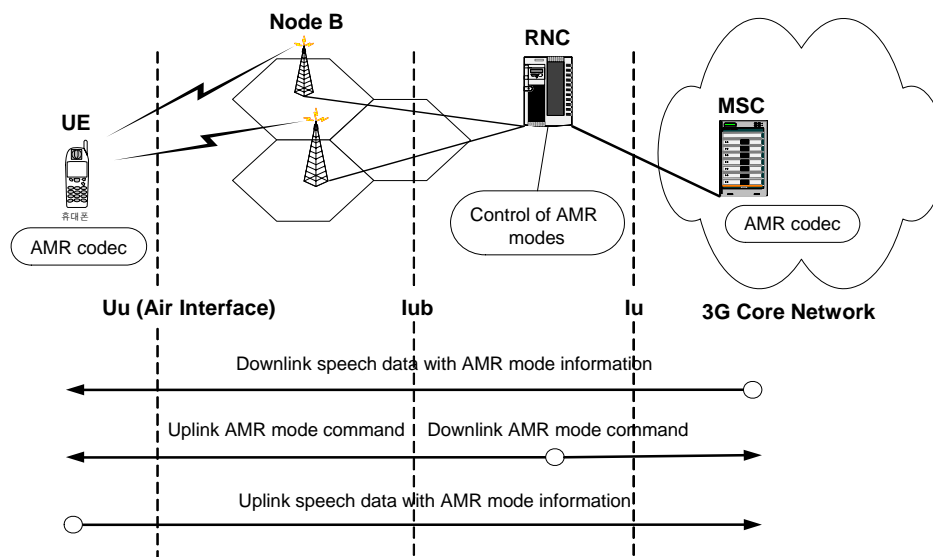 Node B
RNC
MSC
UE
휴대폰
AMR codec
Control of AMR
modes
AMR codec
Uu (Air Interface)
Iub
Iu
3G Core Network
Downlink speech data with AMR mode information
Uplink AMR mode command
Downlink AMR mode command
Uplink speech data with AMR mode information